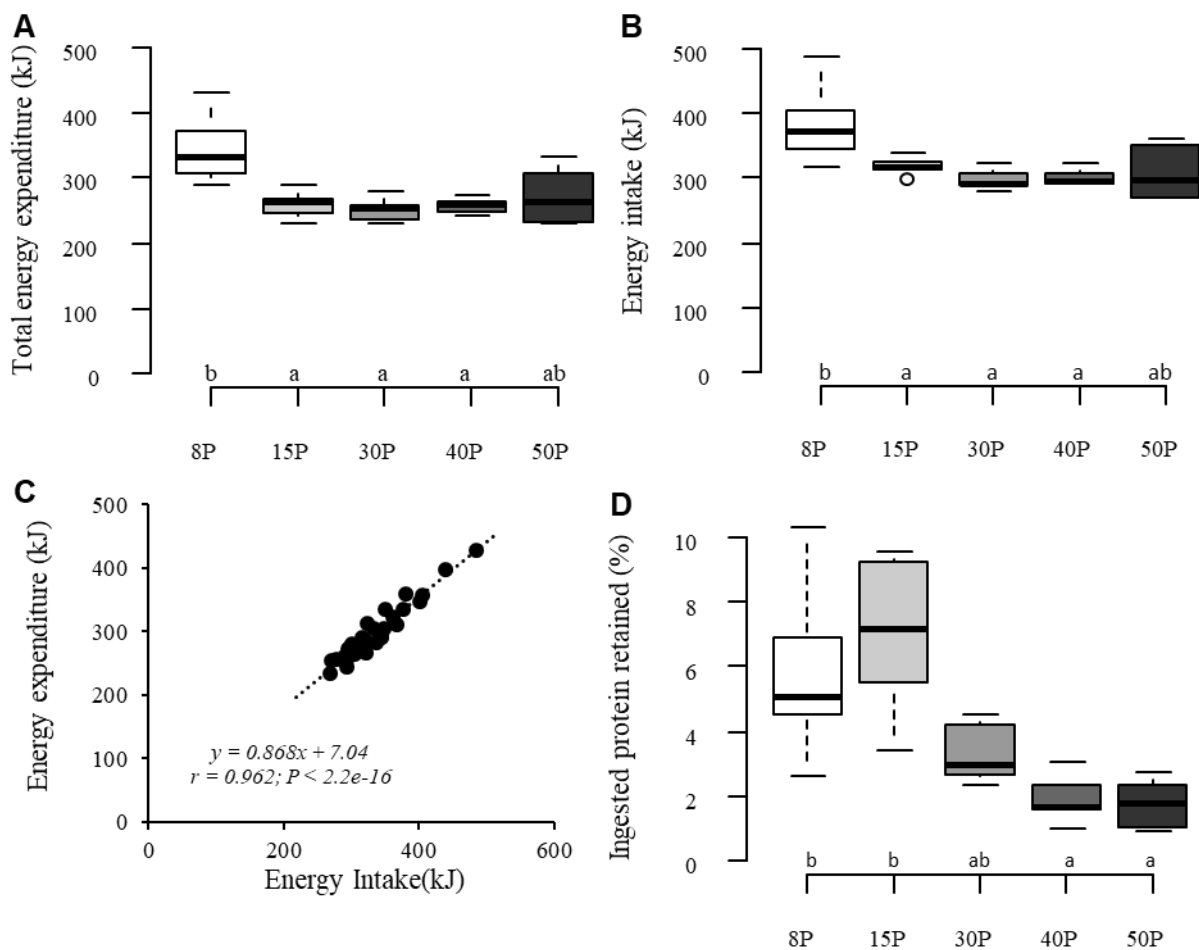 A
Total energy expenditure (kJ)
500
400
300
200
100
0
b a a a ab
8P 15P 30P 40P 50P
B
Energy intake (kJ)
500
400
300
200
100
0
b a a a ab
8P 15P 30P 40P 50P
C
Energy expenditure (kJ)
500
400
300
200
100
0
y = 0.868x + 7.04
r = 0.962; P < 2.2e-16
0 200 400 600
Energy Intake(kJ)
D
Ingested protein retained (%)
10
8
6
4
2
0
b b ab a a
8P 15P 30P 40P 50P